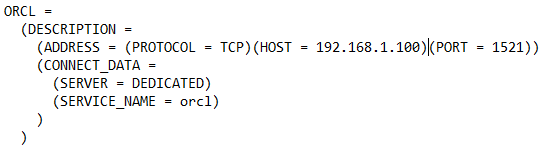 ORCL =
  (DESCRIPTION =
    (ADDRESS = (PROTOCOL = TCP)(HOST = 192.168.1.100)(PORT = 1521))
    (CONNECT_DATA =
      (SERVER = DEDICATED)
      (SERVICE_NAME = orcl)
    )
  )